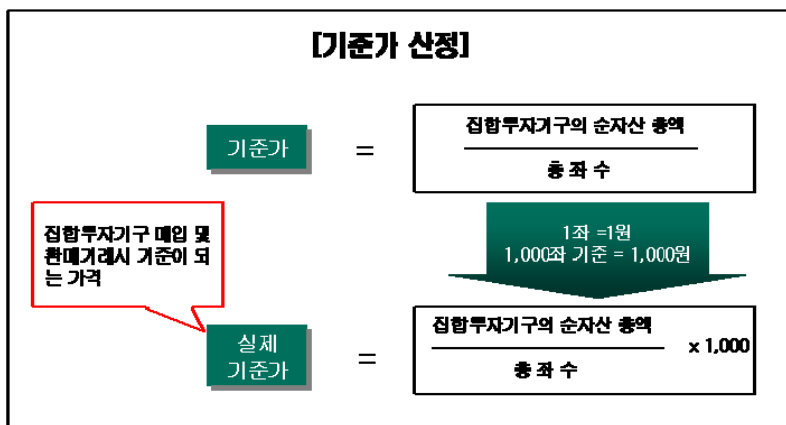 [기준가 산정]
기준가
=
집합투자기구의 순자산 총액
총 좌 수
1좌 =1원
1,000좌 기준 = 1,000원
집합투자기구 매입 및
환매거래시 기준이 되
는 가격
실제
기준가
=
집합투자기구의 순자산 총액
총 좌 수
x 1,000